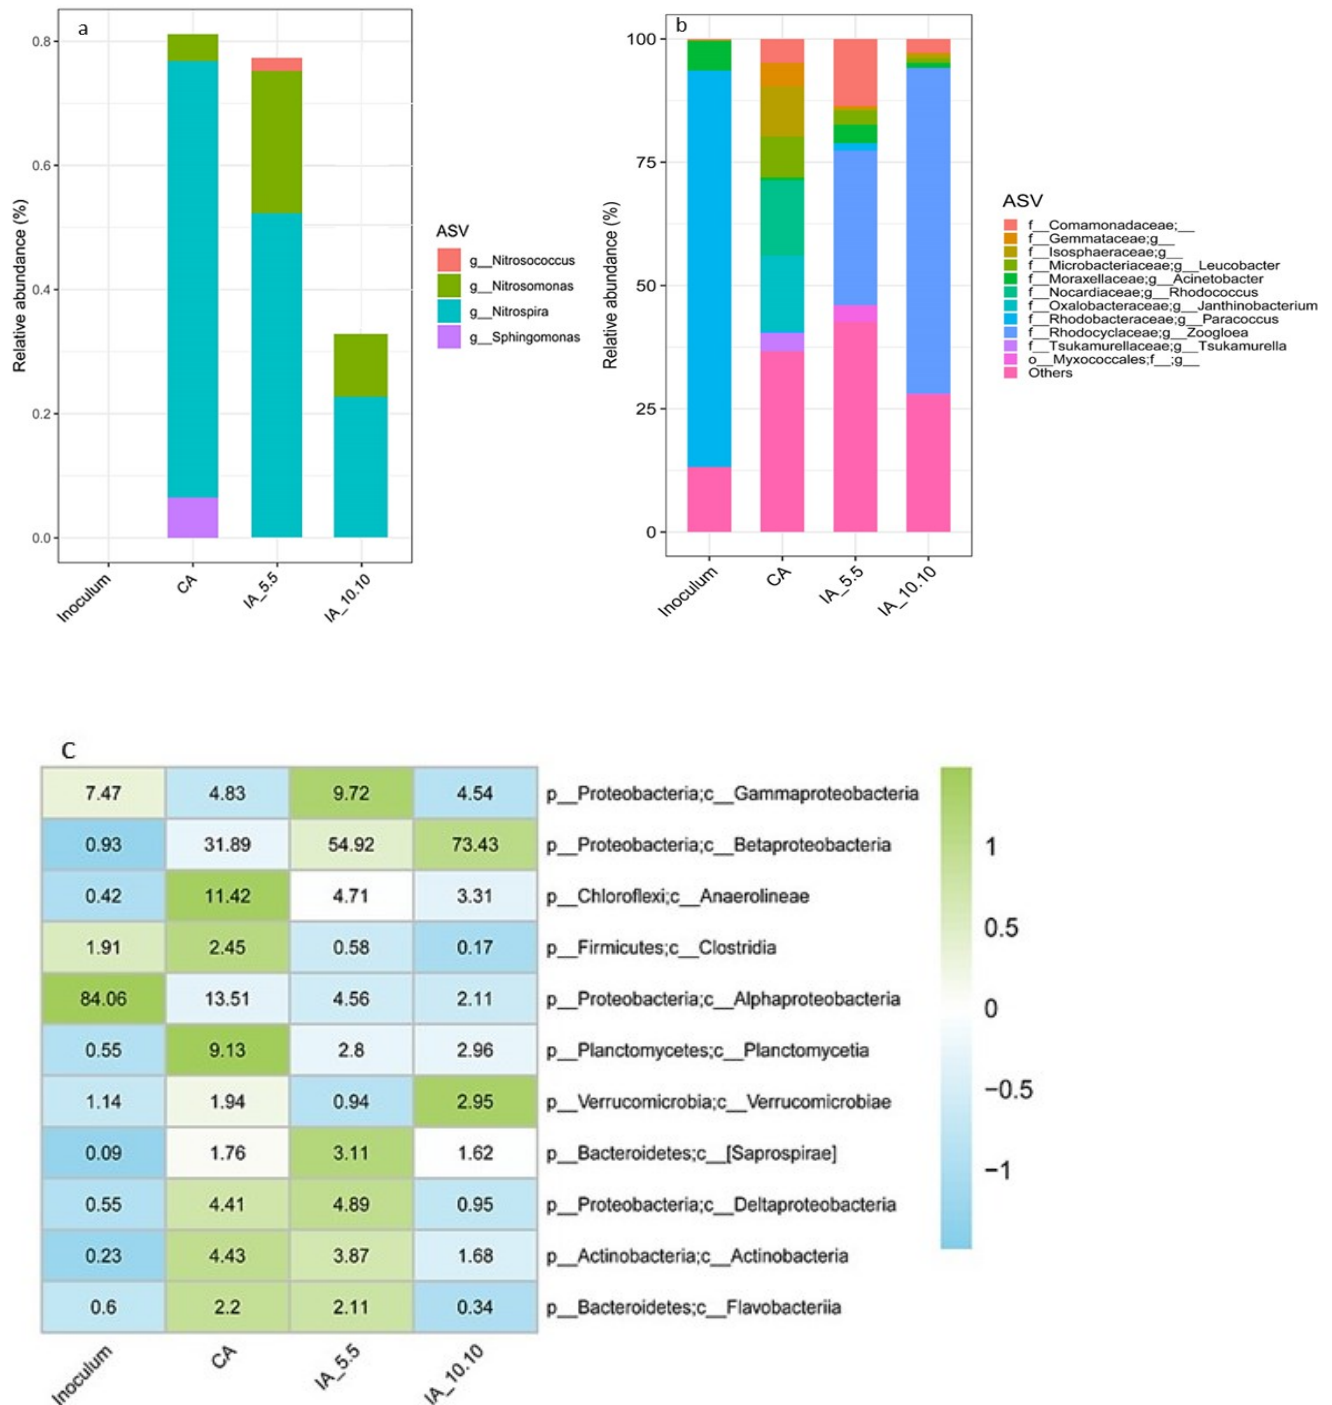 a
0.8
0.6
0.4
0.2
0.0
Relative abundance (%)
Inoculum
CA
IA_5.5
IA_10.10
ASV
g__Nitrosococcus
g__Nitrosomonas
g__Nitrospira
g__Sphingomonas
b
100
75
50
25
0
Relative abundance (%)
Inoculum
CA
IA_5.5
IA_10.10
ASV
f__Comamonadaceae;__
f__Gemmataceae;g__
f__Isosphaeraceae;g__
f__Microbacteriaceae;g__Leucobacter
f__Moraxellaceae;g__Acinetobacter
f__Nocardiaceae;g__Rhodococcus
f__Oxalobacteraceae;g__Janthinobacterium
f__Rhodobacteraceae;g__Paracoccus
f__Rhodocyclaceae;g__Zoogloea
f__Tsukamurellaceae;g__Tsukamurella
o__Myxococcales;f__;g__
Others
C
7.47 4.83 9.72 4.54 p__Proteobacteria;c__Gammaproteobacteria
0.93 31.89 54.92 73.43 p__Proteobacteria;c__Betaproteobacteria
0.42 11.42 4.71 3.31 p__Chloroflexi;c__Anaerolineae
1.91 2.45 0.58 0.17 p__Firmicutes;c__Clostridia
84.06 13.51 4.56 2.11 p__Proteobacteria;c__Alphaproteobacteria
0.55 9.13 2.8 2.96 p__Planctomycetes;c__Planctomycetia
1.14 1.94 0.94 2.95 p__Verrucomicrobia;c__Verrucomicrobiae
0.09 1.76 3.11 1.62 p__Bacteroidetes;c__[Saprospirae]
0.55 4.41 4.89 0.95 p__Proteobacteria;c__Deltaproteobacteria
0.23 4.43 3.87 1.68 p__Actinobacteria;c__Actinobacteria
0.6 2.2 2.11 0.34 p__Bacteroidetes;c__Flavobacteriia
Inoculum
CA
IA_5.5
IA_10.10
1
0.5
0
−0.5
−1